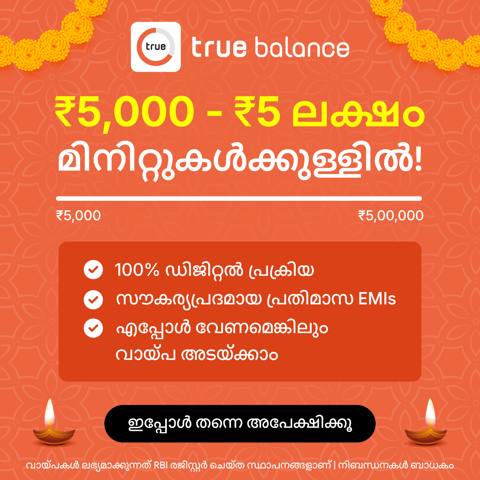 true true balance
₹5,000 - ₹5 ലക്ഷം
മിനിറ്റുകൾക്കുള്ളിൽ!
₹5,000 ₹5,00,000
100% ഡിജിറ്റൽ പ്രക്രിയ
സൗകര്യപ്രദമായ പ്രതിമാസ EMIs
എപ്പോൾ വേണമെങ്കിലും
വായ്പ അടയ്ക്കാം
ഇപ്പോൾ തന്നെ അപേക്ഷിക്കൂ
വായ്പകൾ ലഭ്യമാക്കുന്നത് RBI രജിസ്റ്റർ ചെയ്ത സ്ഥാപനങ്ങളാണ് | നിബന്ധനകൾ ബാധകം